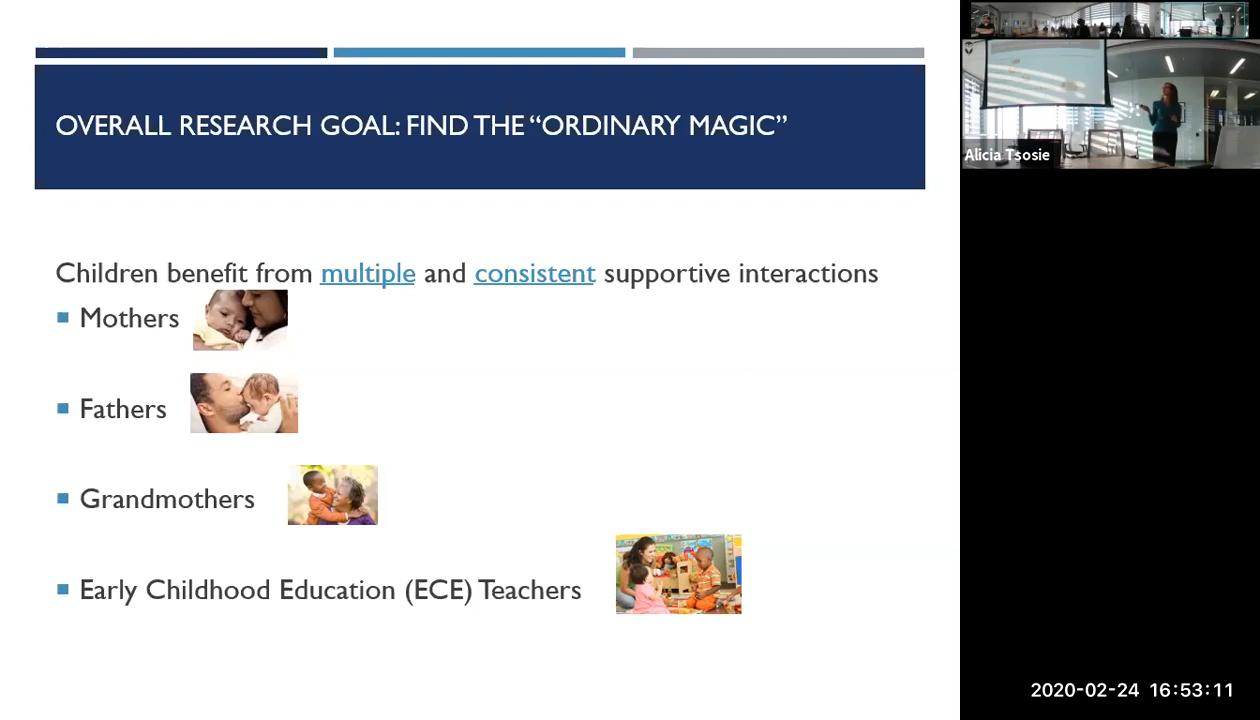 OVERALL RESEARCH GOAL: FIND THE “ORDINARY MAGIC”
Children benefit from multiple and consistent supportive interactions
Mothers
Fathers
Grandmothers
Early Childhood Education (ECE) Teachers
Alicia Tsosie
2020-02-24 16:53:11